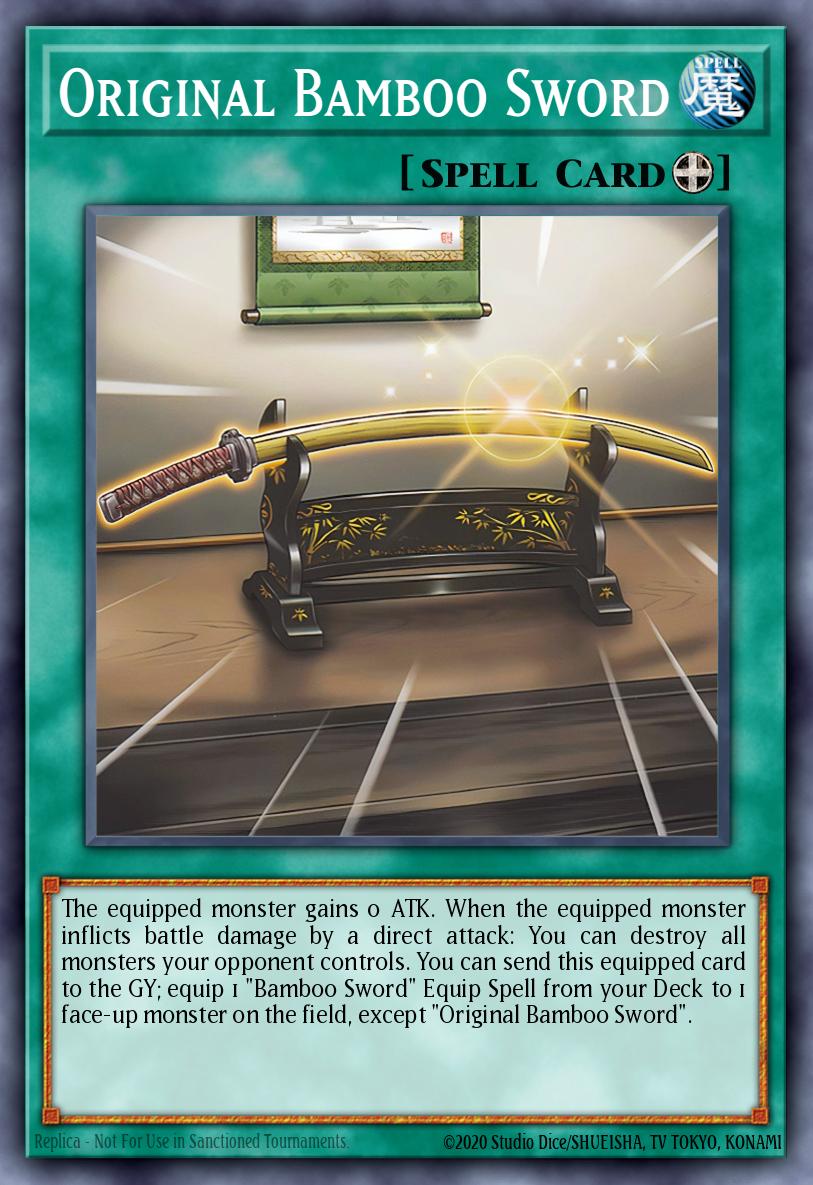 Original Bamboo Sword
SPELL
魔
[Spell Card]
The equipped monster gains 0 ATK. When the equipped monster
inflicts battle damage by a direct attack: You can destroy all
monsters your opponent controls. You can send this equipped card
to the GY; equip 1 "Bamboo Sword" Equip Spell from your Deck to 1
face-up monster on the field, except "Original Bamboo Sword".
Replica - Not For Use in Sanctioned Tournaments.
©2020 Studio Dice/SHUEISHA, TV TOKYO, KONAMI